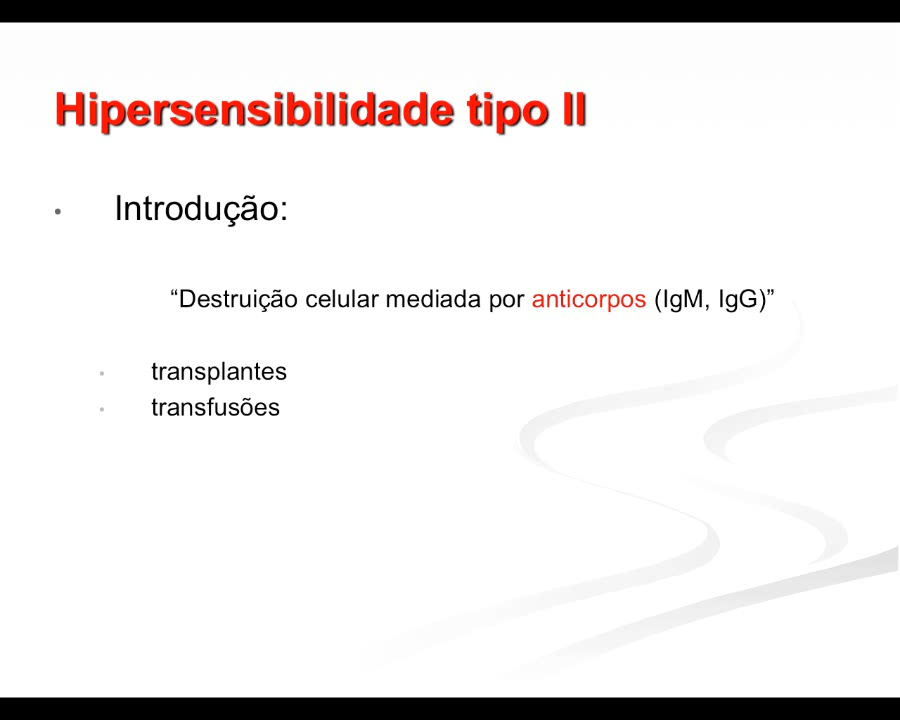 Hipersensibilidade tipo II
• Introdução:
“Destruição celular mediada por anticorpos (IgM, IgG)”
• transplantes
• transfusões